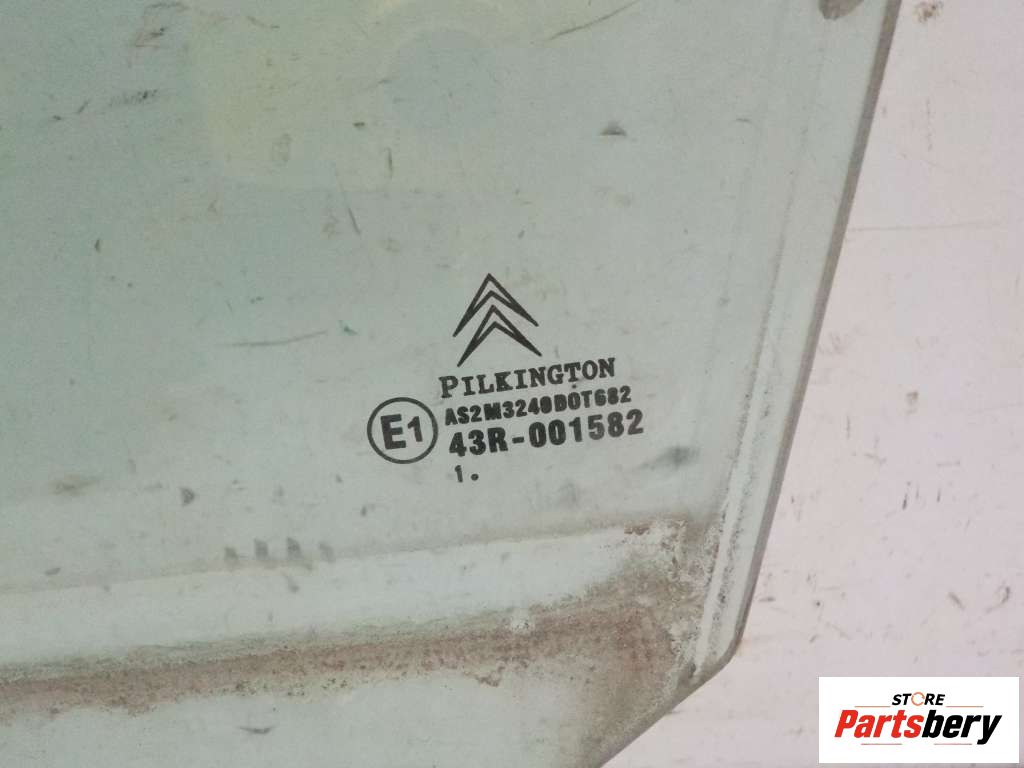 PILKINGTON
AS2M3240DOT682
E1
43R-001582
1.
STORE
Partsbery